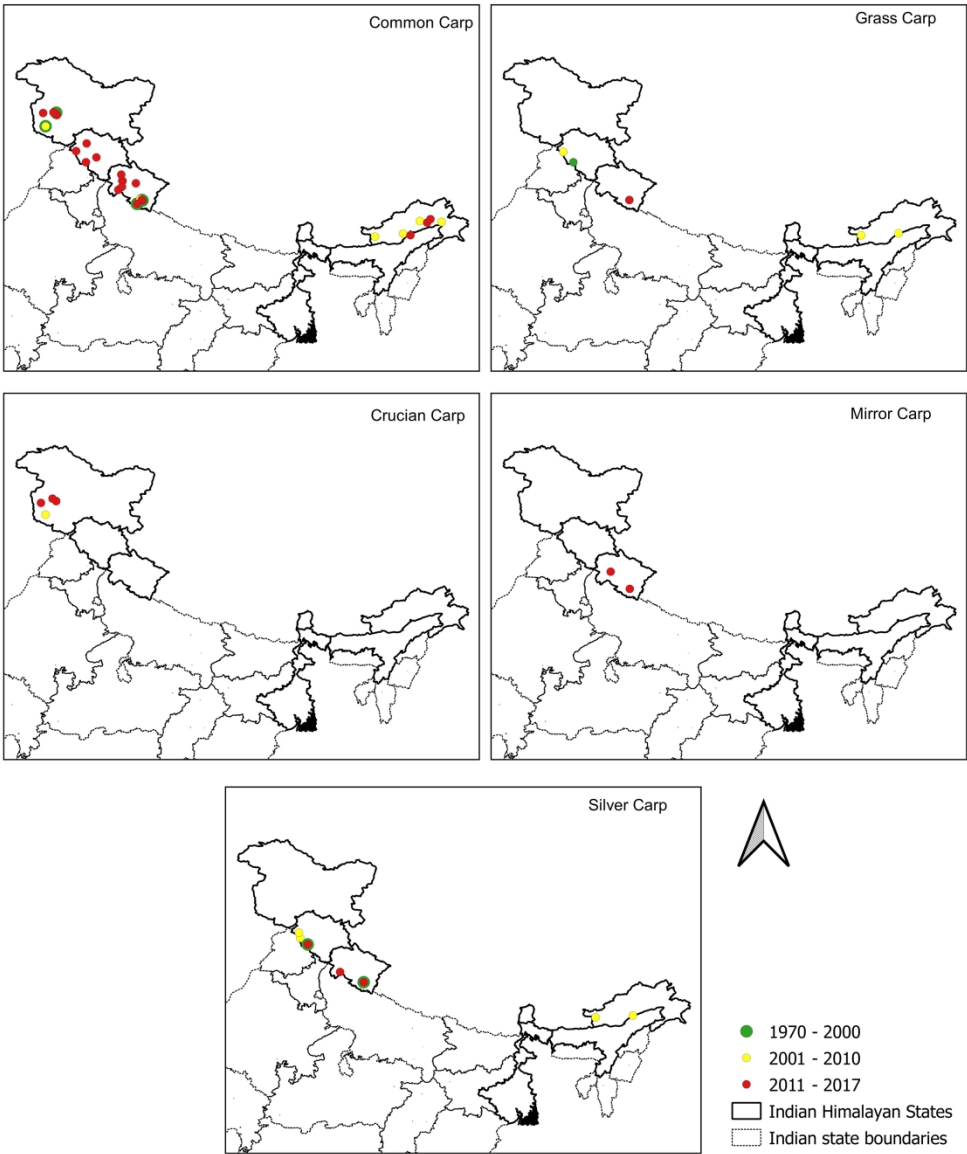 Common Carp
Grass Carp
Crucian Carp
Mirror Carp
Silver Carp
1970 - 2000
2001 - 2010
2011 - 2017
Indian Himalayan States
Indian state boundaries